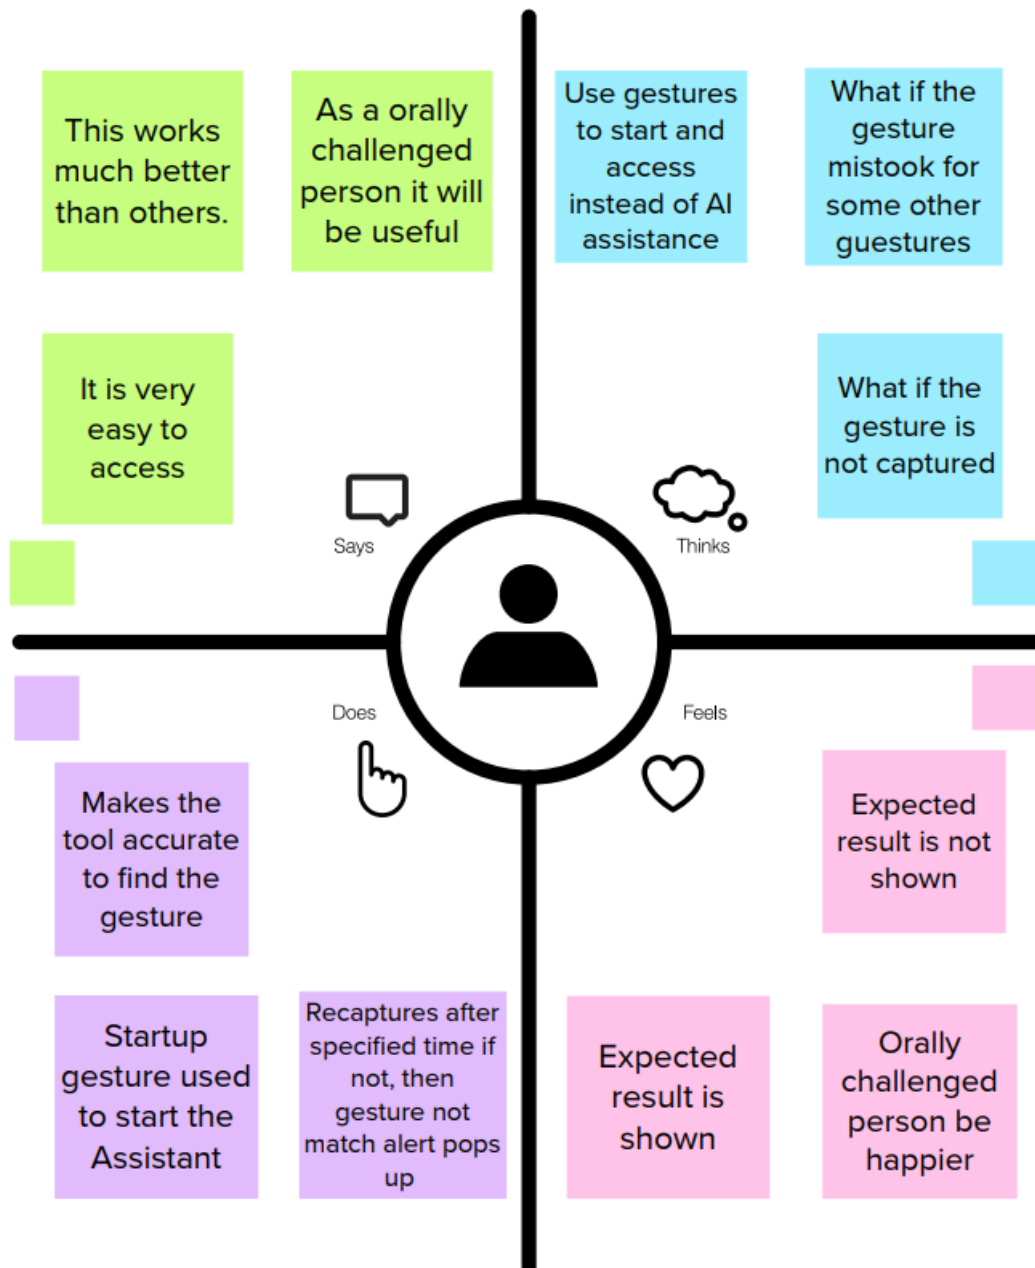 This works
much better
than others.
As a orally
challenged
person it will
be useful
Use gestures
to start and
access
instead of AI
assistance
What if the
gesture
mistook for
some other
guestures
It is very
easy to
access
What if the
gesture is
not captured
Says
Thinks
Does
Feels
Makes the
tool accurate
to find the
gesture
Expected
result is not
shown
Startup
gesture used
to start the
Assistant
Recaptures after
specified time if
not, then
gesture not
match alert pops
up
Expected
result is
shown
Orally
challenged
person be
happier